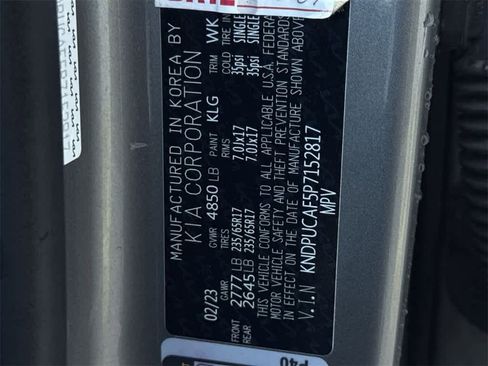 MANUFACTURED IN KOREA BY
KIA CORPORATION
02/23 GVWR 4850 LB PAINT KLG TRIM WK
GAWR TIRES RIMS COLD TIRE
FRONT 2777 LB 235/65R17 7.0Jx17 35psi SINGLE
REAR 2645 LB 235/65R17 7.0Jx17 35psi SINGLE
THIS VEHICLE CONFORMS TO ALL APPLICABLE U.S.A. FEDERAL
MOTOR VEHICLE SAFETY AND THEFT PREVENTION STANDARDS
IN EFFECT ON THE DATE OF MANUFACTURE SHOWN ABOVE
V.I.N KNDPUCAF5P7152817
MPV
P40